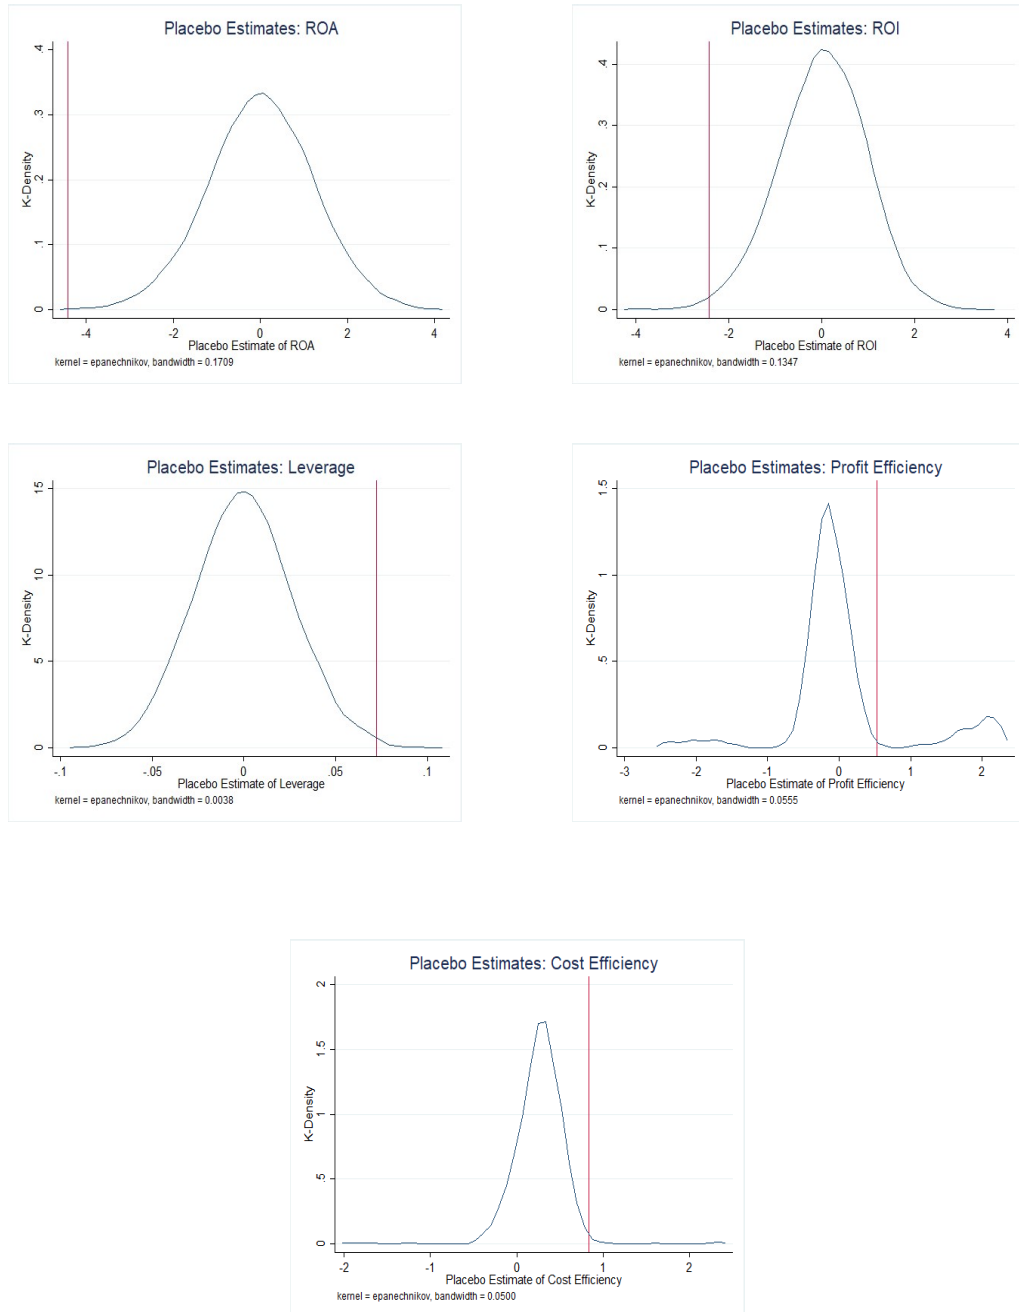 Placebo Estimates: ROA
K-Density
.4
.3
.2
.1
0
-4
-2
0
2
4
Placebo Estimate of ROA
kernel = epanechnikov, bandwidth = 0.1709
Placebo Estimates: ROI
K-Density
.4
.3
.2
.1
0
-4
-2
0
2
4
Placebo Estimate of ROI
kernel = epanechnikov, bandwidth = 0.1347
Placebo Estimates: Leverage
K-Density
15
10
5
0
-.1
-.05
0
.05
.1
Placebo Estimate of Leverage
kernel = epanechnikov, bandwidth = 0.0038
Placebo Estimates: Profit Efficiency
K-Density
1.5
1
.5
0
-3
-2
-1
0
1
2
Placebo Estimate of Profit Efficiency
kernel = epanechnikov, bandwidth = 0.0555
Placebo Estimates: Cost Efficiency
K-Density
2
1.5
1
.5
0
-2
-1
0
1
2
Placebo Estimate of Cost Efficiency
kernel = epanechnikov, bandwidth = 0.0500